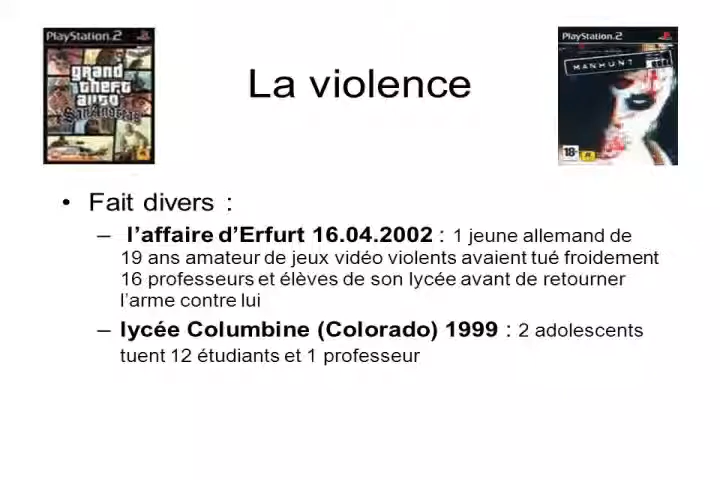 PlayStation.2
PlayStation.2
grand
theft
auto
San Andreas
MANHUNT
La violence
18+
• Fait divers :
– l'affaire d'Erfurt 16.04.2002 : 1 jeune allemand de
19 ans amateur de jeux vidéo violents avaient tué froidement
16 professeurs et élèves de son lycée avant de retourner
l'arme contre lui
– lycée Columbine (Colorado) 1999 : 2 adolescents
tuent 12 étudiants et 1 professeur